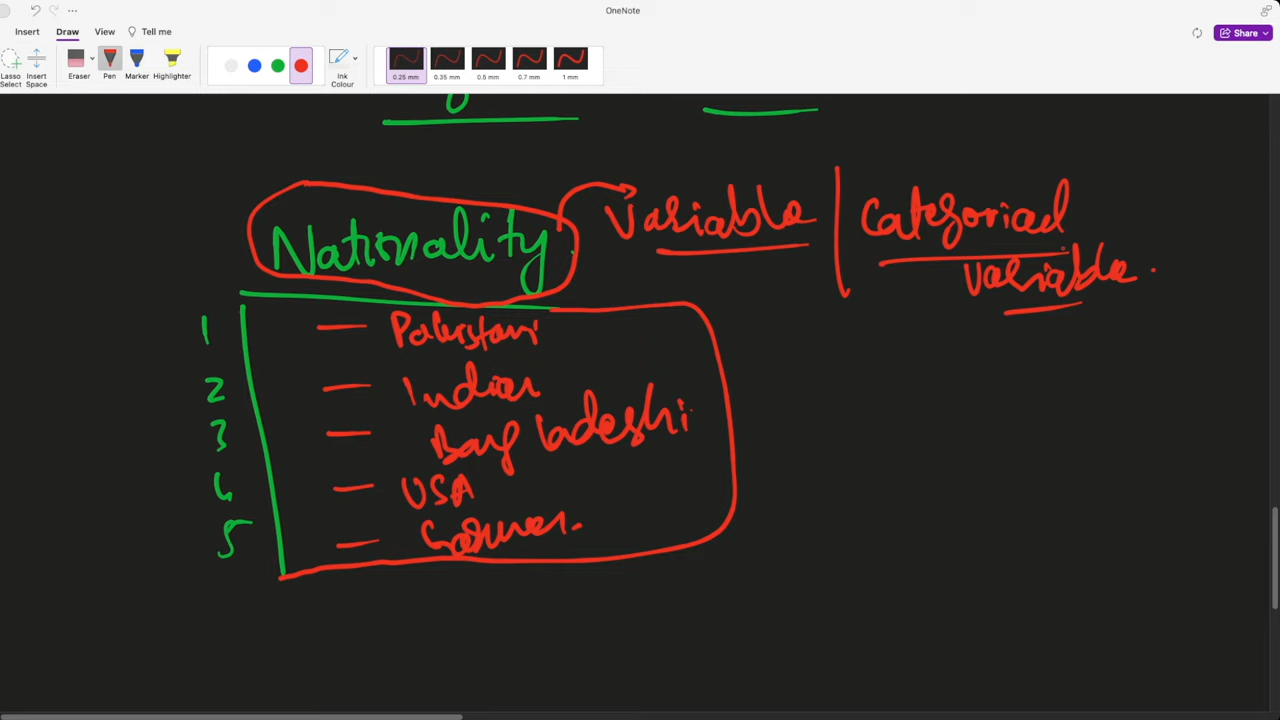 OneNote
Insert Draw View Tell me
Share
Lasso Select
Insert Space
Eraser
Pen
Marker
Highlighter
Ink Colour
0.25 mm 0.35 mm 0.5 mm 0.7 mm 1 mm
Nationality Variable Categorical
Variable.
1 — Pakistani
2 — Indian
3 — Bangladeshi
4 — USA
5 — German.